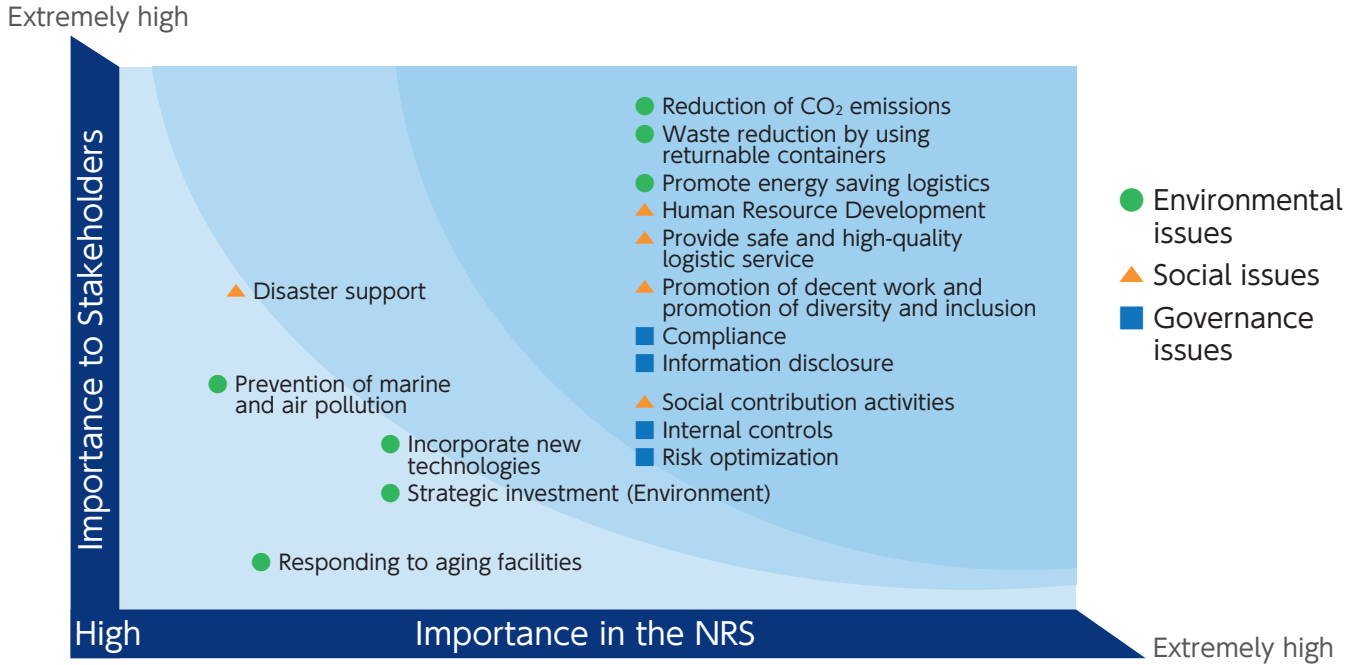 Extremely high
Importance to Stakeholders
Reduction of CO₂ emissions
Waste reduction by using
returnable containers
Promote energy saving logistics
Human Resource Development
Provide safe and high-quality
logistic service
Promotion of decent work and
promotion of diversity and inclusion
Compliance
Information disclosure
Social contribution activities
Internal controls
Risk optimization
Disaster support
Prevention of marine
and air pollution
Incorporate new
technologies
Strategic investment (Environment)
Responding to aging facilities
Environmental
issues
Social issues
Governance
issues
High
Importance in the NRS
Extremely high